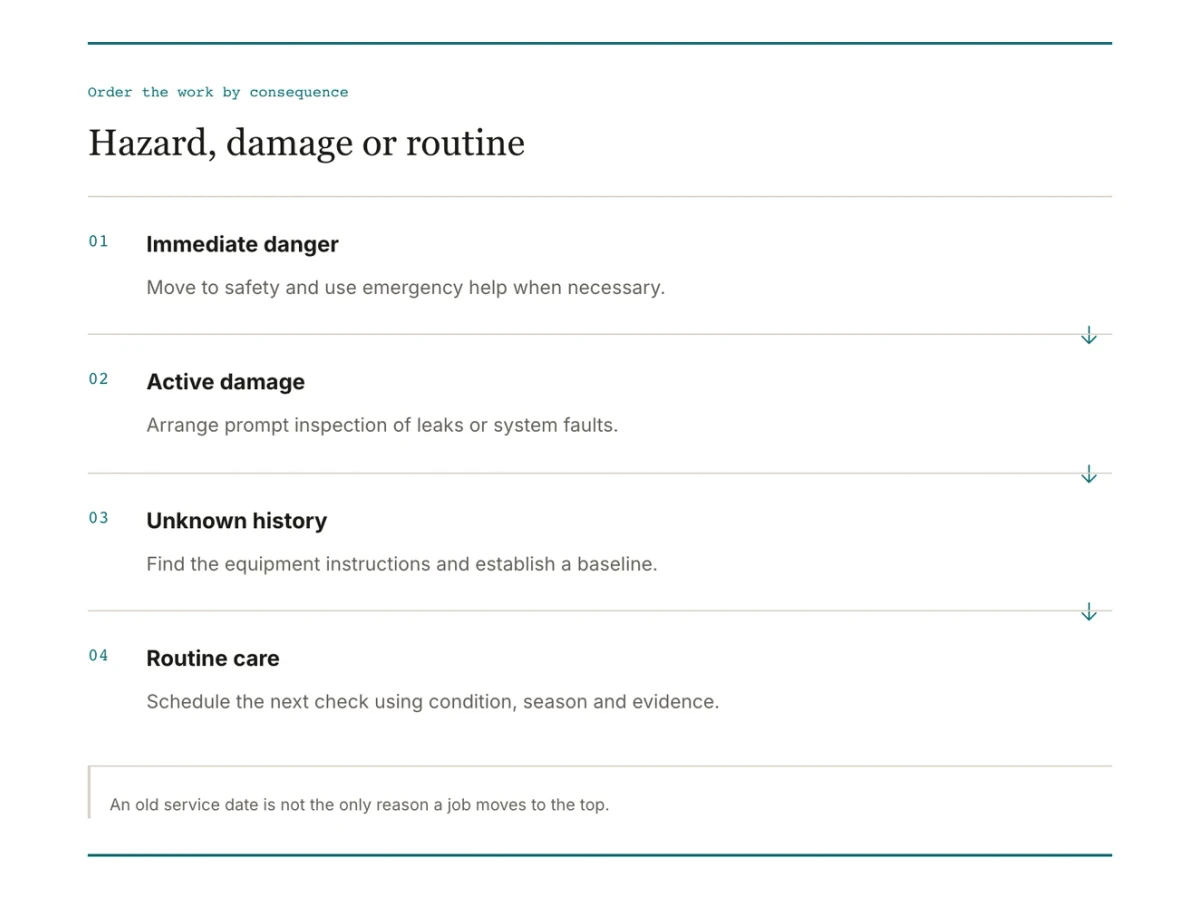 Order the work by consequence
Hazard, damage or routine
01
Immediate danger
Move to safety and use emergency help when necessary.
02
Active damage
Arrange prompt inspection of leaks or system faults.
03
Unknown history
Find the equipment instructions and establish a baseline.
04
Routine care
Schedule the next check using condition, season and evidence.
An old service date is not the only reason a job moves to the top.